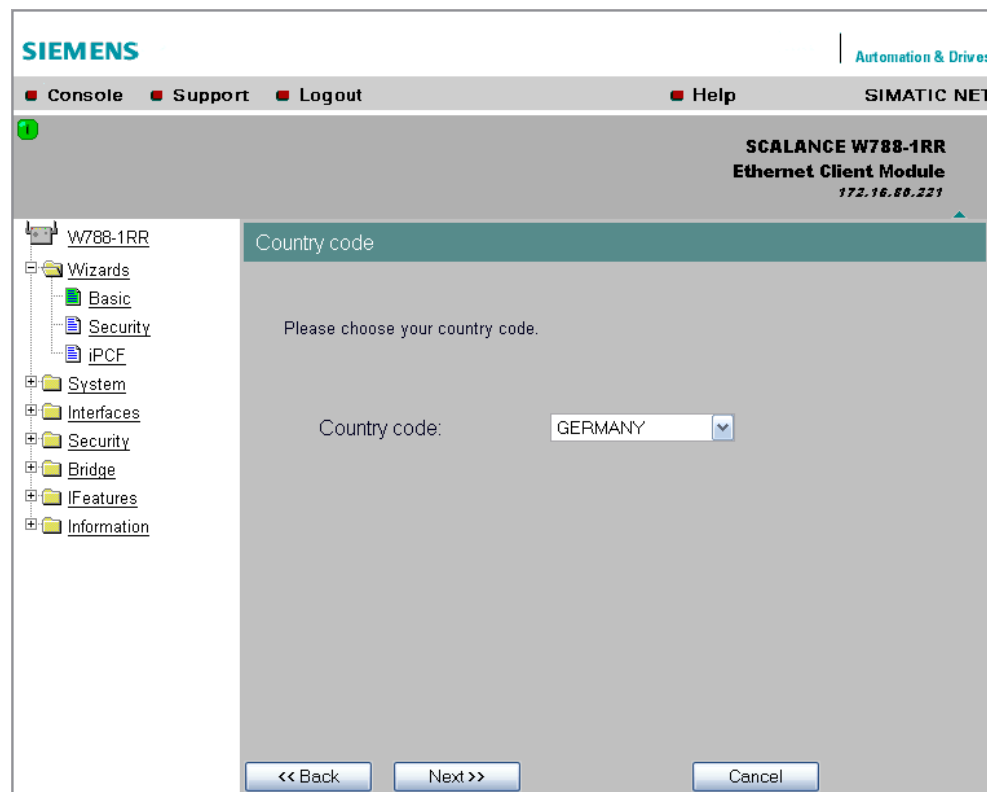 SIEMENS
Automation & Drives
Console Support Logout Help SIMATIC NET
SCALANCE W788-1RR
Ethernet Client Module
172.16.80.221
W788-1RR
Country code
Wizards
Basic
Security
iPCF
System
Interfaces
Security
Bridge
IFeatures
Information
Please choose your country code.
Country code: GERMANY
<< Back Next >> Cancel